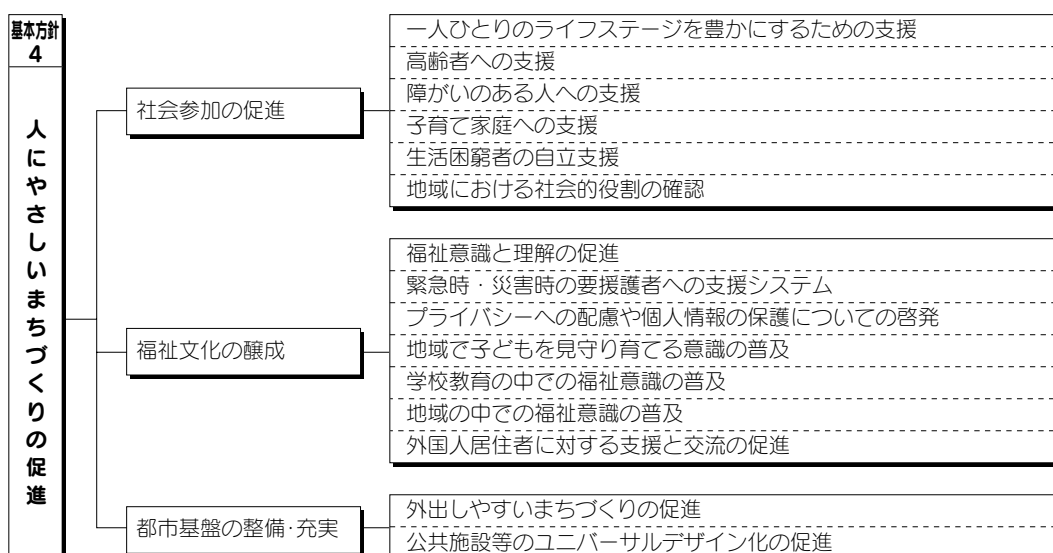 基本方針
4
人にやさしいまちづくりの促進
社会参加の促進
一人ひとりのライフステージを豊かにするための支援
高齢者への支援
障がいのある人への支援
子育て家庭への支援
生活困窮者の自立支援
地域における社会的役割の確認
福祉文化の醸成
福祉意識と理解の促進
緊急時・災害時の要援護者への支援システム
プライバシーへの配慮や個人情報の保護についての啓発
地域で子どもを見守り育てる意識の普及
学校教育の中での福祉意識の普及
地域の中での福祉意識の普及
外国人居住者に対する支援と交流の促進
都市基盤の整備・充実
外出しやすいまちづくりの促進
公共施設等のユニバーサルデザイン化の促進